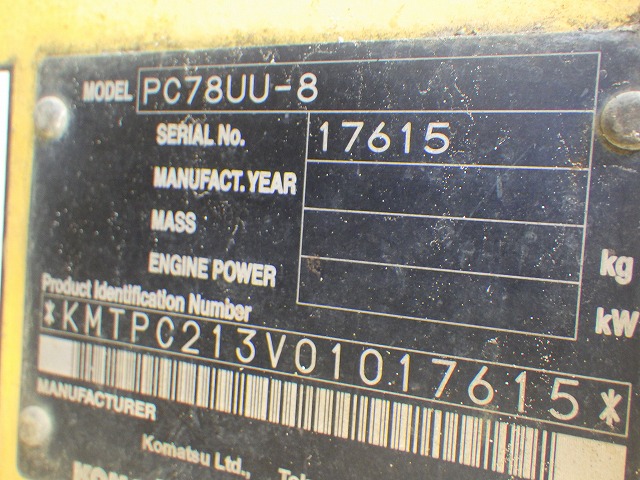 MODEL PC78UU-8
SERIAL No. 17615
MANUFACT. YEAR
MASS kg
ENGINE POWER kW
Product Identification Number
*KMTPC213V01017615*
MANUFACTURER
Komatsu Ltd.,